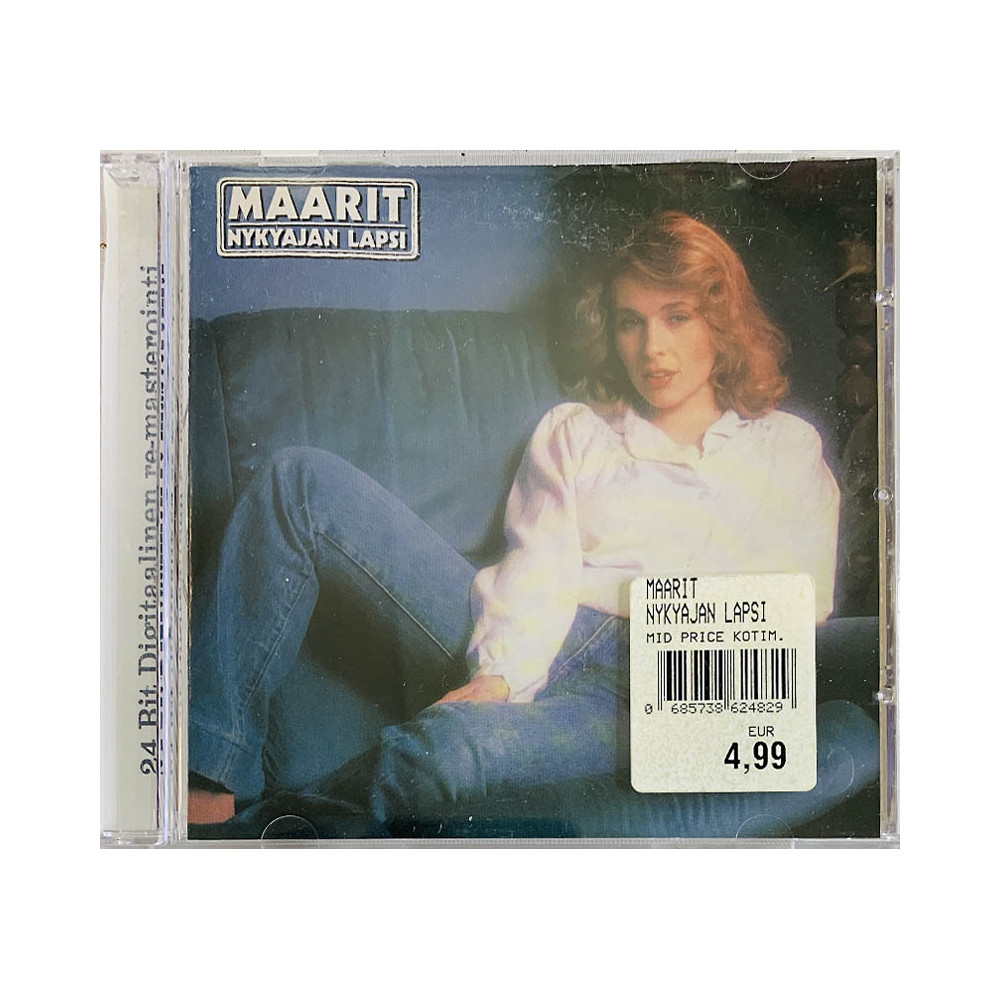 MAARIT
NYKYAJAN LAPSI
24 Bit Digitaalinen re-masterointi
MAARIT
NYKYAJAN LAPSI
MID PRICE KOTIM.
0 685738 624829
EUR
4,99